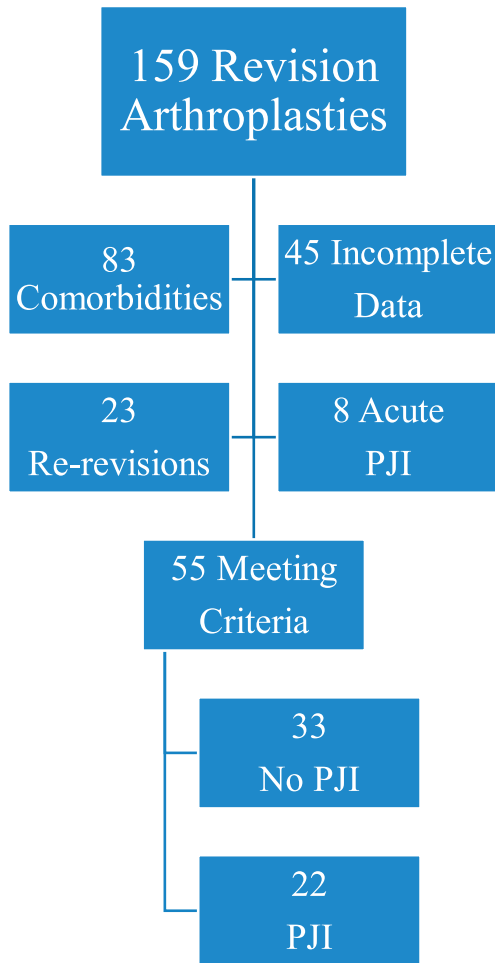 159 Revision
Arthroplasties
83
Comorbidities
45 Incomplete
Data
23
Re-revisions
8 Acute
PJI
55 Meeting
Criteria
33
No PJI
22
PJI